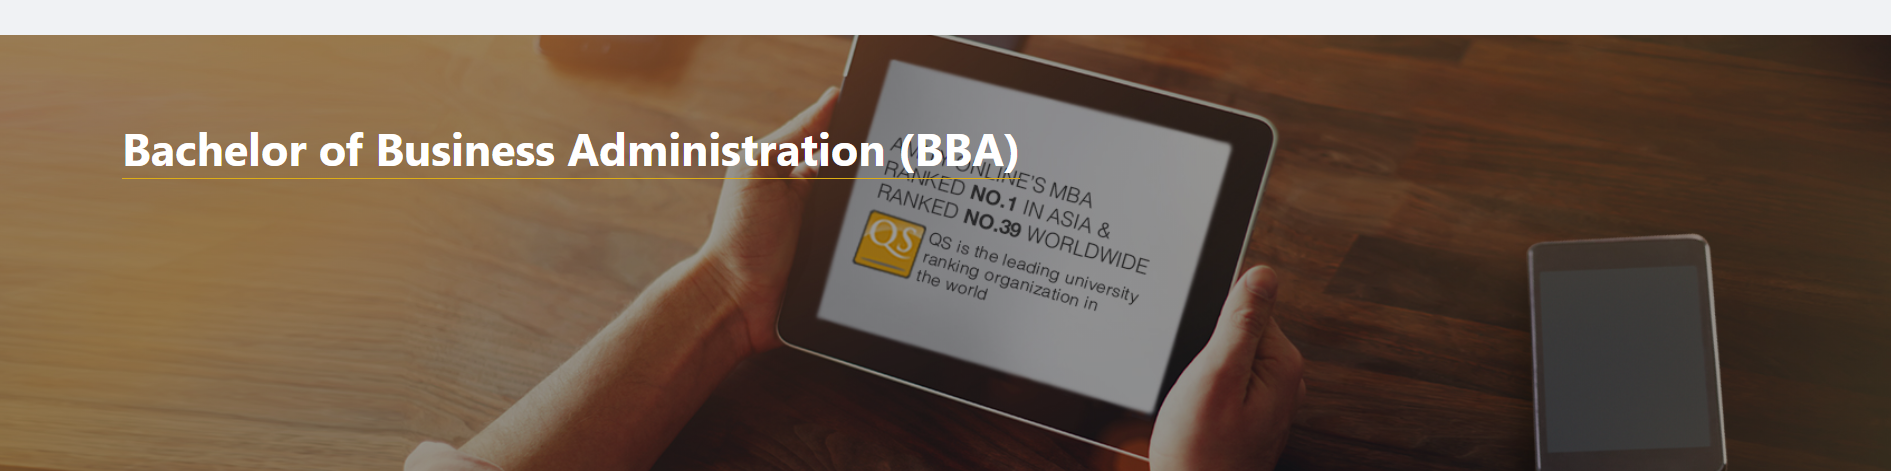 Bachelor of Business Administration (BBA)
AMITY ONLINE'S MBA
RANKED NO.1 IN ASIA &
RANKED NO.39 WORLDWIDE
QS
QS is the leading university
ranking organization in
the world